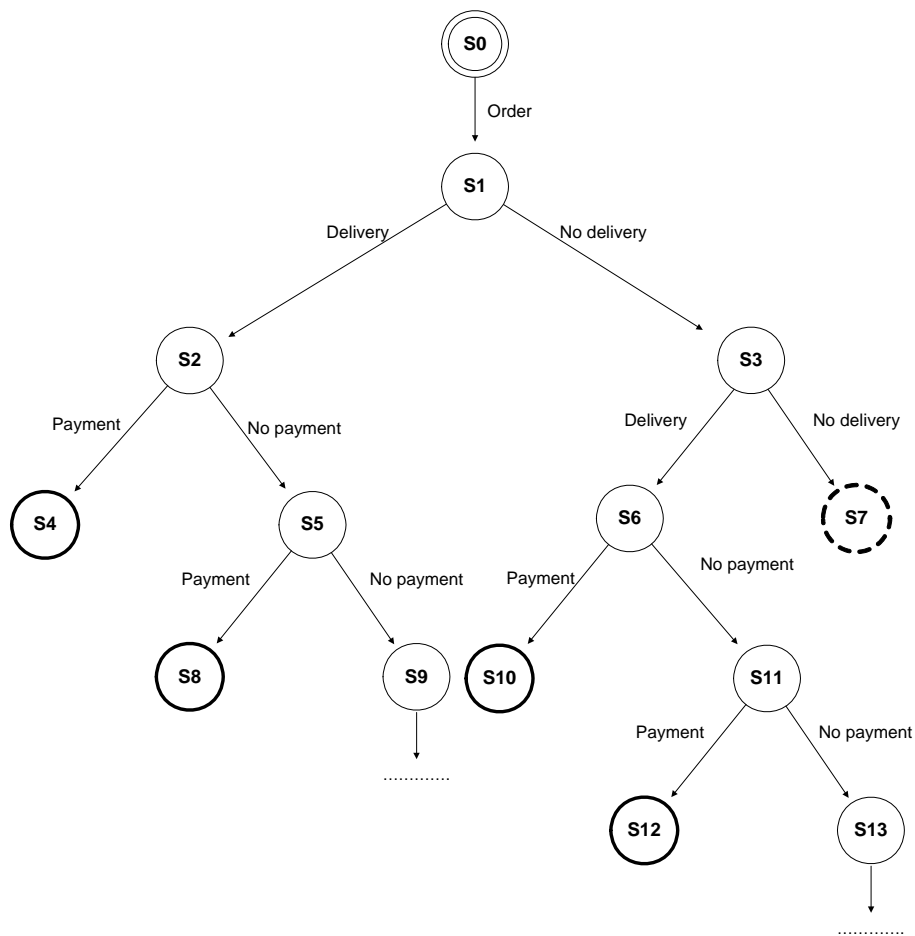 S0
Order
S1
Delivery
No delivery
S2
S3
Payment
No payment
Delivery
No delivery
S4
S5
S6
S7
Payment
No payment
Payment
No payment
S8
S9
S10
S11
Payment
No payment
.............
S12
S13
.............